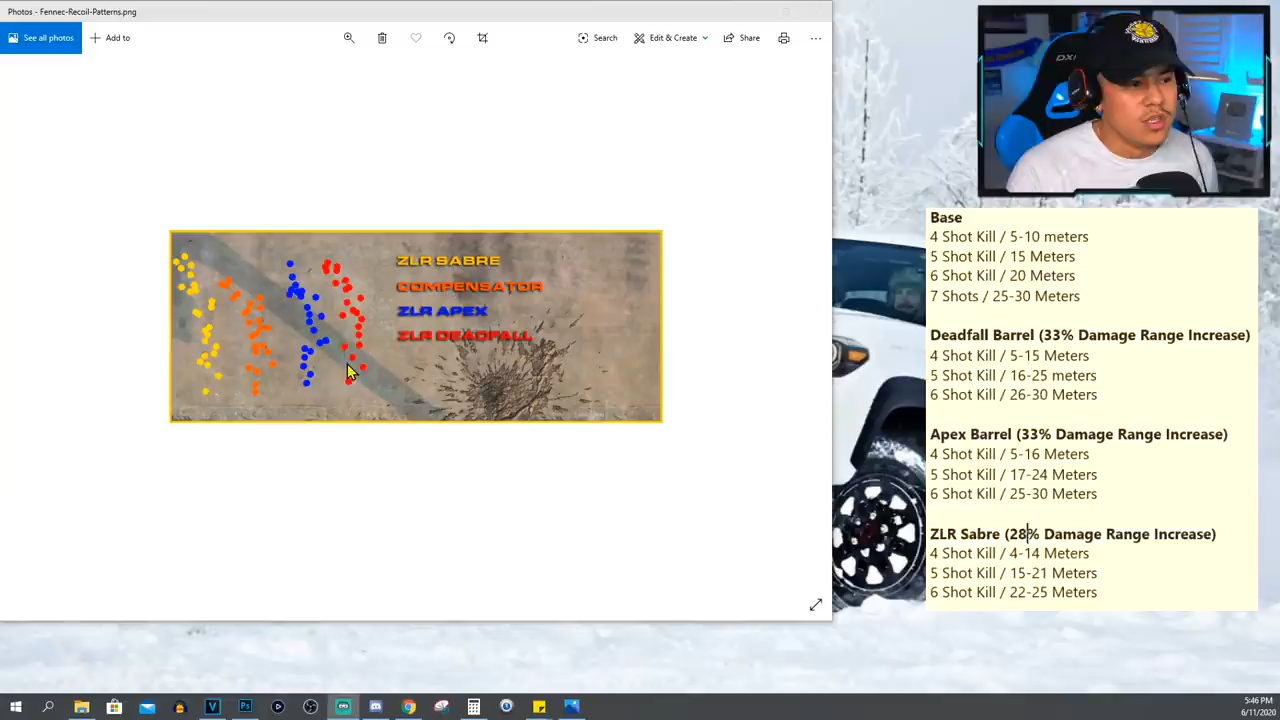 Photos - Fennec-Recoil-Patterns.png
See all photos
Add to
Search
Edit & Create
Share
ZLR SABRE
COMPENSATOR
ZLR APEX
ZLR DEADFALL
Base
4 Shot Kill / 5-10 meters
5 Shot Kill / 15 Meters
6 Shot Kill / 20 Meters
7 Shots / 25-30 Meters
Deadfall Barrel (33% Damage Range Increase)
4 Shot Kill / 5-15 Meters
5 Shot Kill / 16-25 meters
6 Shot Kill / 26-30 Meters
Apex Barrel (33% Damage Range Increase)
4 Shot Kill / 5-16 Meters
5 Shot Kill / 17-24 Meters
6 Shot Kill / 25-30 Meters
ZLR Sabre (28% Damage Range Increase)
4 Shot Kill / 4-14 Meters
5 Shot Kill / 15-21 Meters
6 Shot Kill / 22-25 Meters
5:46 PM
6/11/2020